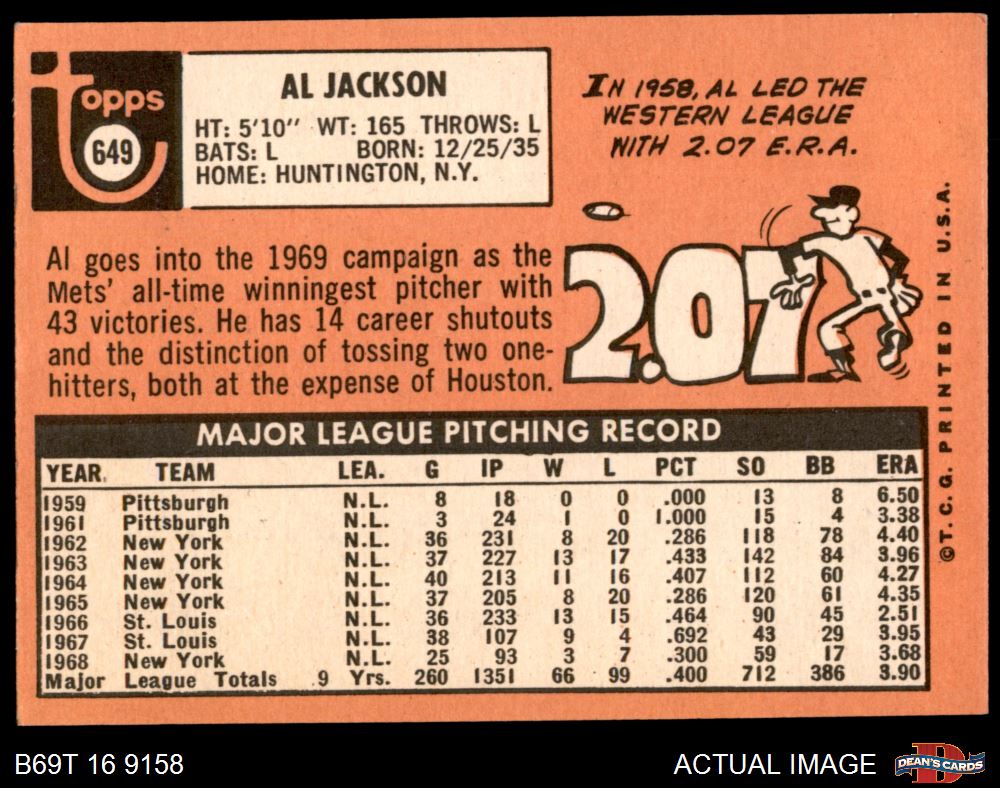 Topps
649
AL JACKSON
HT: 5'10" WT: 165 THROWS: L
BATS: L BORN: 12/25/35
HOME: HUNTINGTON, N.Y.
IN 1958, AL LED THE
WESTERN LEAGUE
WITH 2.07 E.R.A.
2.07
Al goes into the 1969 campaign as the
Mets' all-time winningest pitcher with
43 victories. He has 14 career shutouts
and the distinction of tossing two one-
hitters, both at the expense of Houston.
MAJOR LEAGUE PITCHING RECORD
YEAR TEAM LEA. G IP W L PCT SO BB ERA
1959 Pittsburgh N.L. 8 18 0 0 .000 13 8 6.50
1961 Pittsburgh N.L. 3 24 1 0 1.000 15 4 3.38
1962 New York N.L. 36 231 8 20 .286 118 78 4.40
1963 New York N.L. 37 227 13 17 .433 142 84 3.96
1964 New York N.L. 40 213 11 16 .407 112 60 4.27
1965 New York N.L. 37 205 8 20 .286 120 61 4.35
1966 St. Louis N.L. 36 233 13 15 .464 90 45 2.51
1967 St. Louis N.L. 38 107 9 4 .692 43 29 3.95
1968 New York N.L. 25 93 3 7 .300 59 17 3.68
Major League Totals 9 Yrs. 260 1351 66 99 .400 712 386 3.90
©T. C. G. PRINTED IN U.S.A.
B69T 16 9158
ACTUAL IMAGE
DEAN'S CARDS